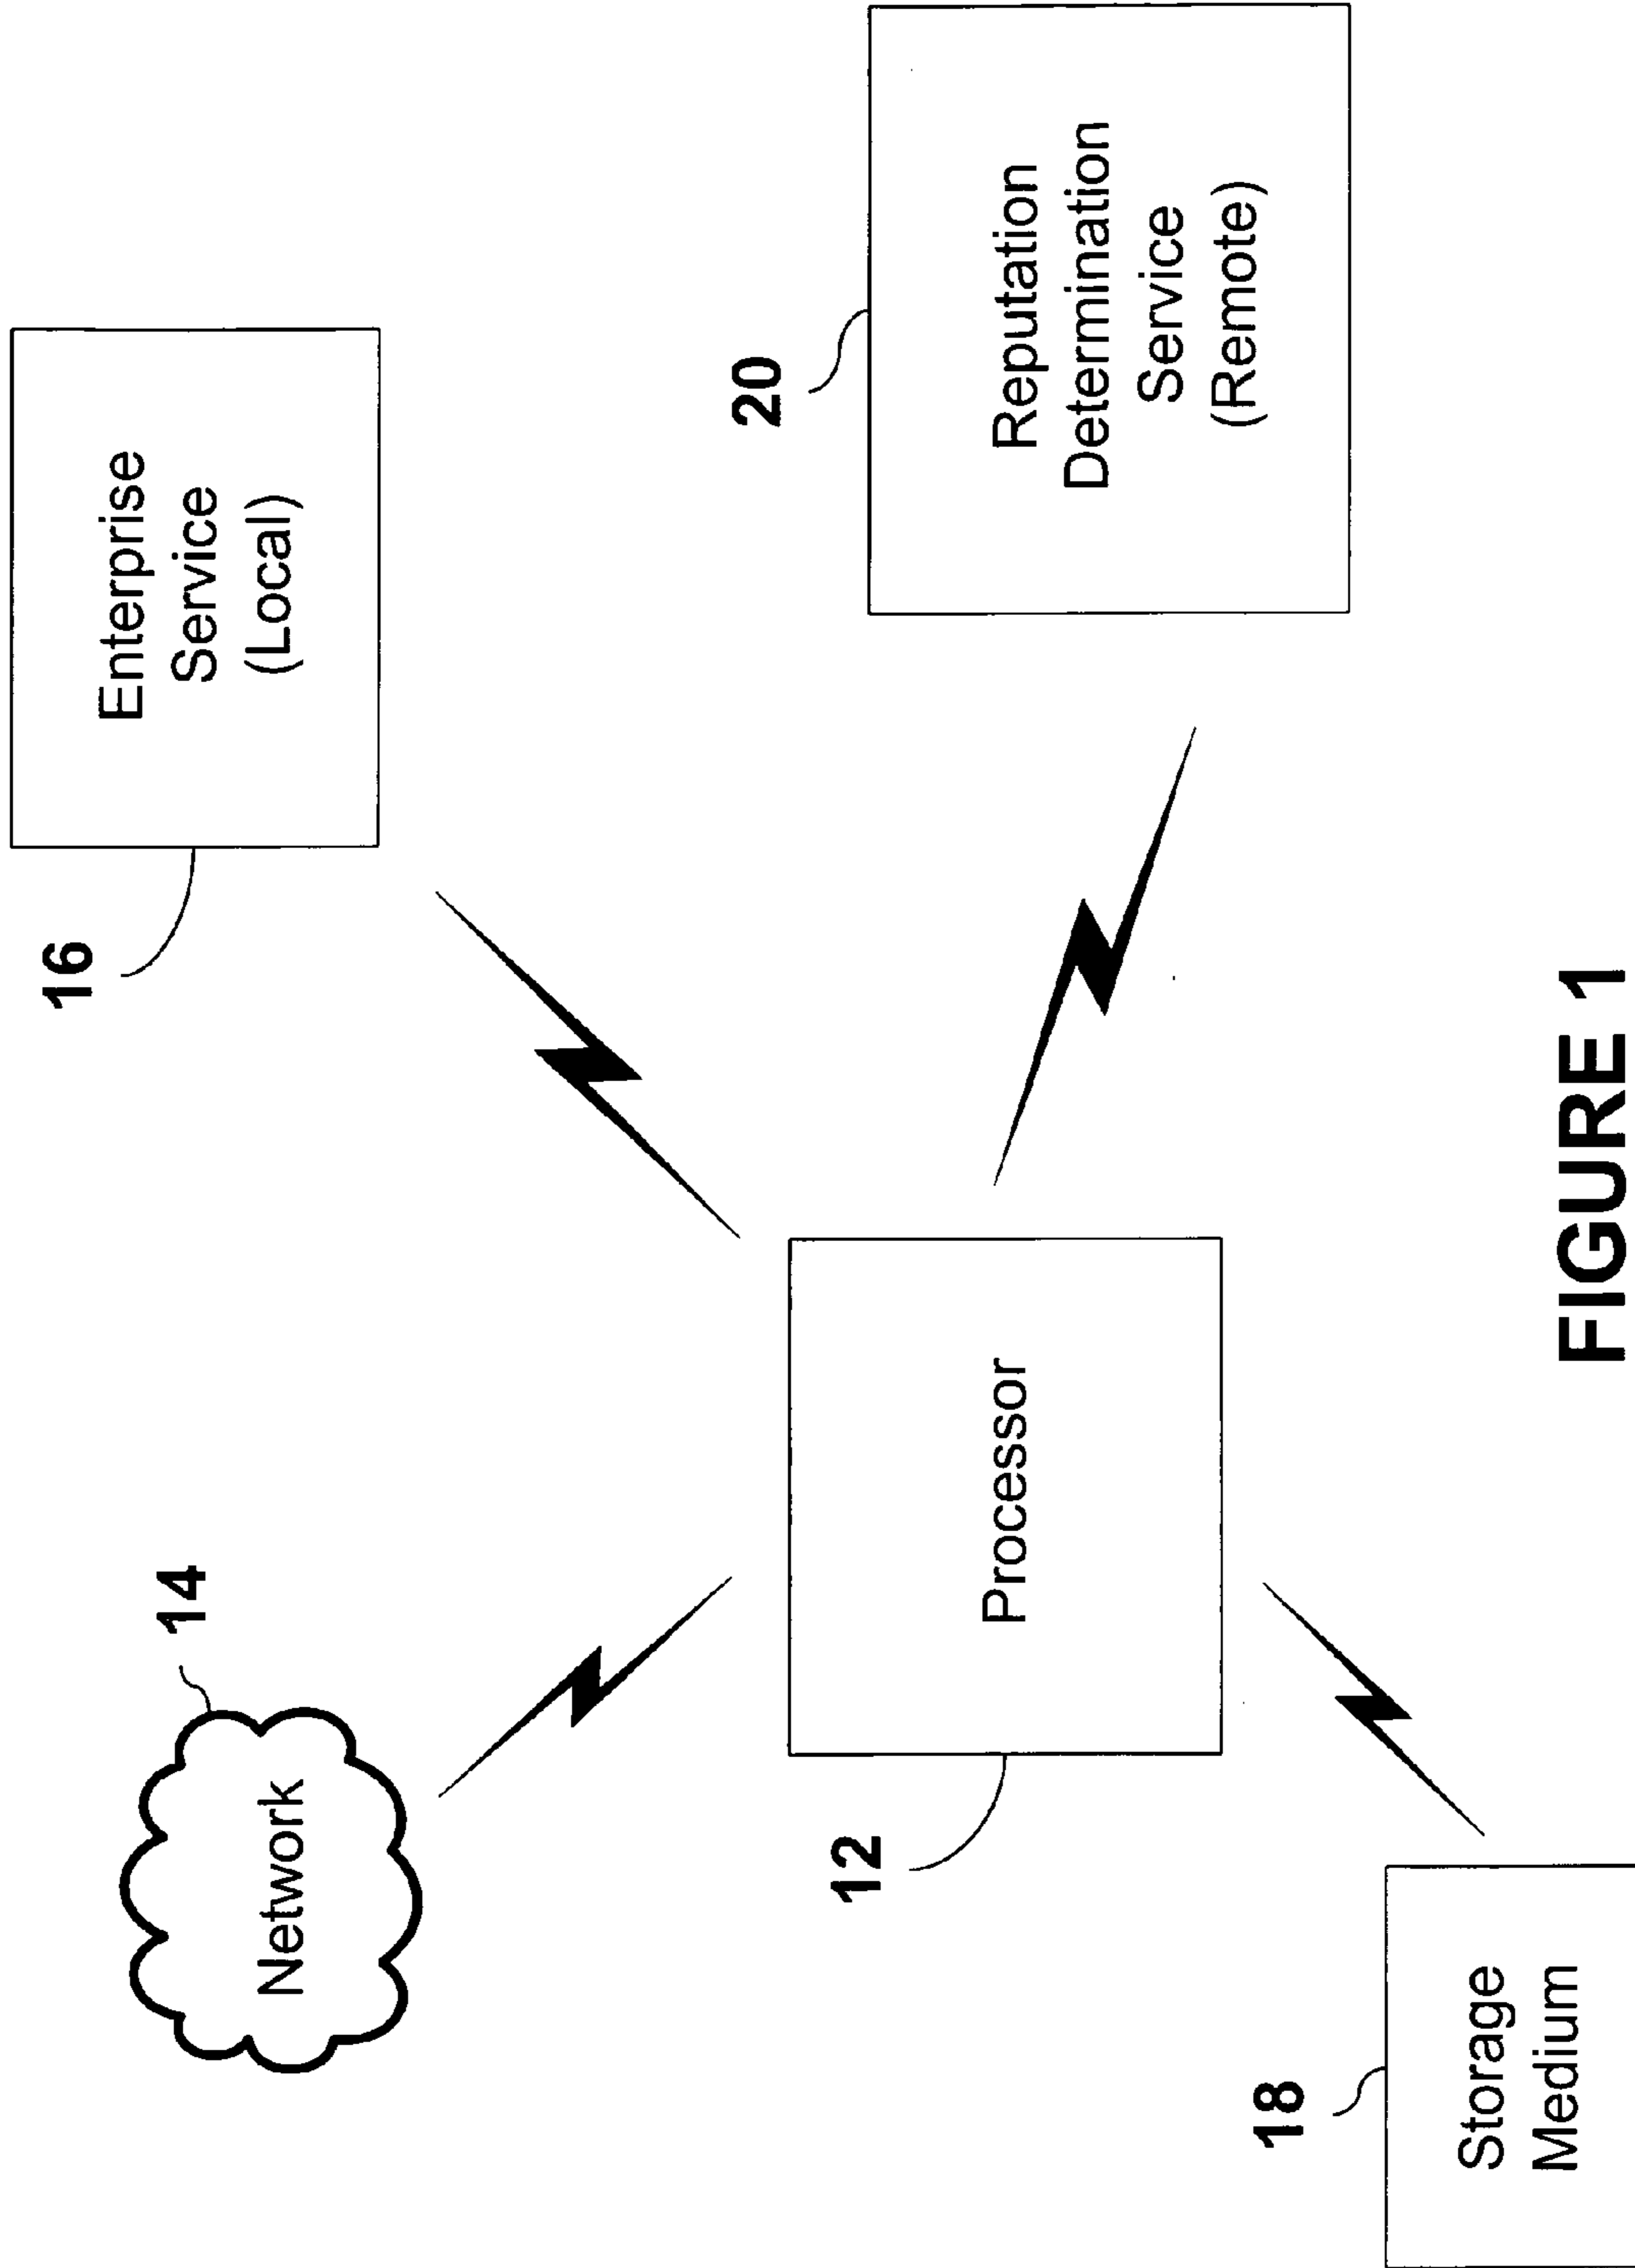 14
Network
16
Enterprise
Service
(Local)
12
Processor
20
Reputation
Determination
Service
(Remote)
18
Storage
Medium
FIGURE 1